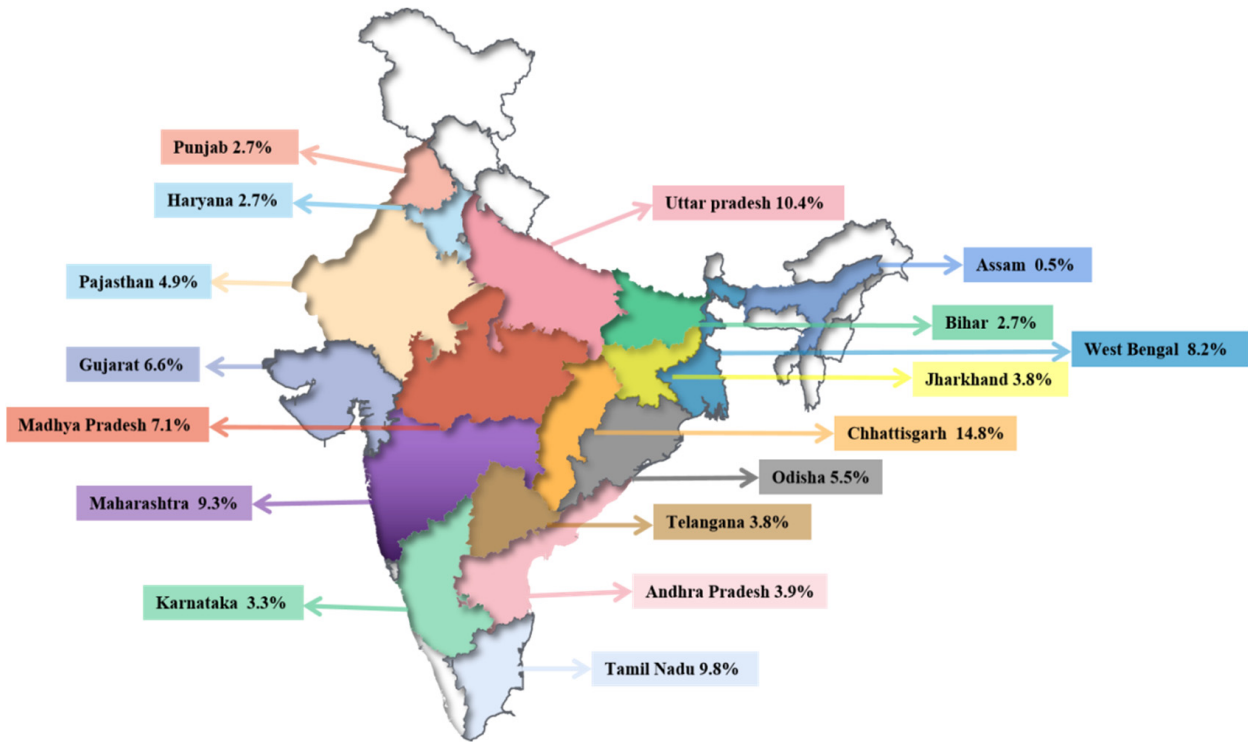 Punjab 2.7%
Haryana 2.7%
Uttar pradesh 10.4%
Assam 0.5%
Pajasthan 4.9%
Bihar 2.7%
West Bengal 8.2%
Gujarat 6.6%
Jharkhand 3.8%
Madhya Pradesh 7.1%
Chhattisgarh 14.8%
Odisha 5.5%
Maharashtra 9.3%
Telangana 3.8%
Andhra Pradesh 3.9%
Karnataka 3.3%
Tamil Nadu 9.8%